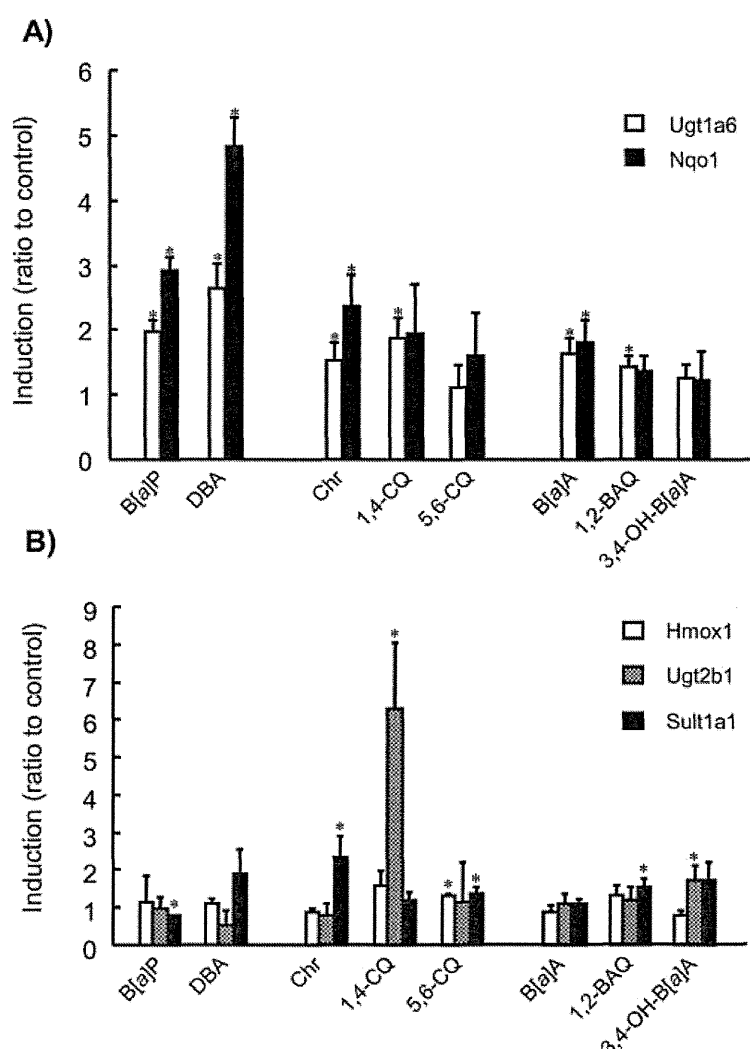 A)
Induction (ratio to control)
6
5
4
3
2
1
0
Ugt1a6
Nqo1
* * * * * * * * * *
B[a]P DBA Chr 1,4-CQ 5,6-CQ B[a]A 1,2-BAQ 3,4-OH-B[a]A
B)
Induction (ratio to control)
9
8
7
6
5
4
3
2
1
0
Hmox1
Ugt2b1
Sult1a1
* * * * * * *
B[a]P DBA Chr 1,4-CQ 5,6-CQ B[a]A 1,2-BAQ 3,4-OH-B[a]A